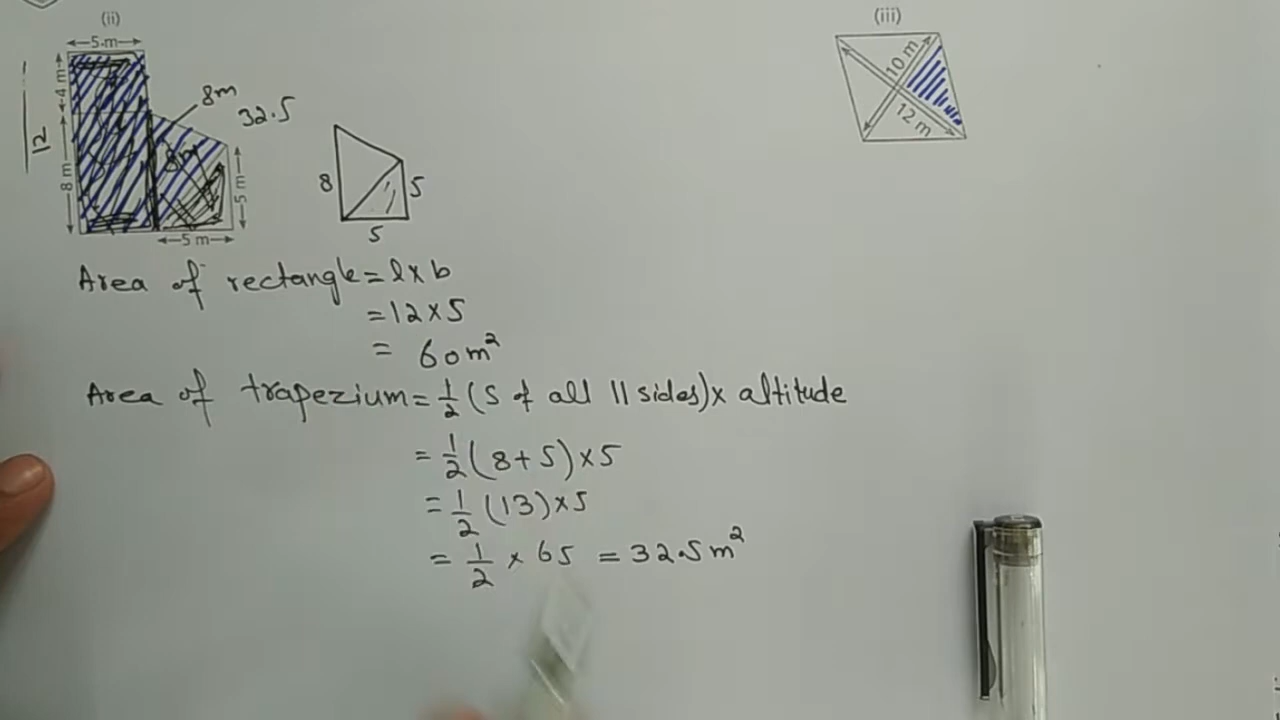 (ii)
5 m
4 m
8 m
12
8m
8m
32.5
5 m
5 m
8
5
5
(iii)
10 m
12 m
Area of rectangle = l x b
= 12 x 5
= 60 m²
Area of trapezium = 1/2 (S of all || sides) x altitude
= 1/2 (8+5) x 5
= 1/2 (13) x 5
= 1/2 x 65 = 32.5 m²